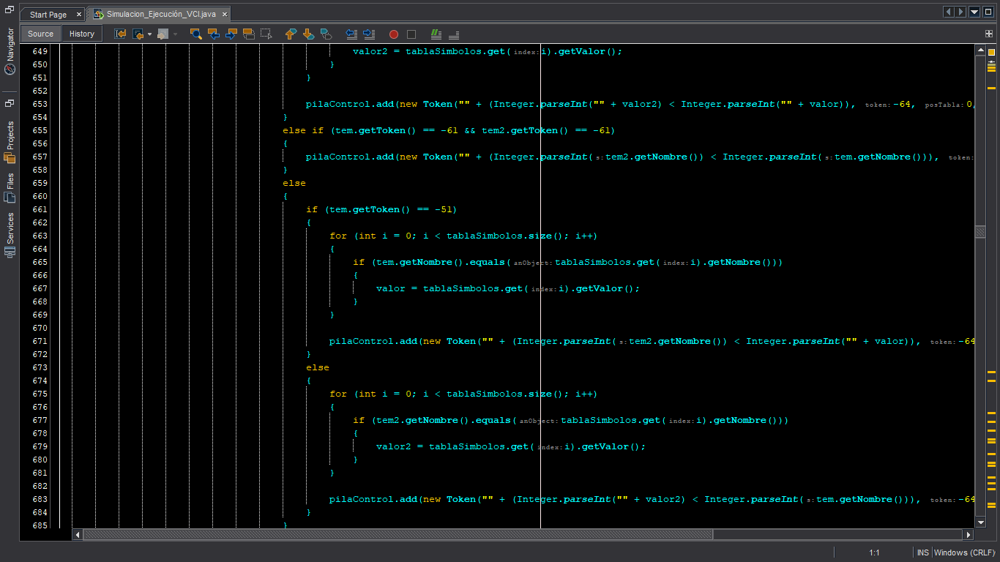 Start Page
Simulacion_Ejecución_VCI.java
Source
History
Navigator
Projects
Files
Services
649 valor2 = tablaSimbolos.get( index: i).getValor();
650 }
651 }
652
653 pilaControl.add(new Token("" + (Integer.parseInt("" + valor2) < Integer.parseInt("" + valor)), token: -64, posTabla: 0,
654 }
655 else if (tem.getToken() == -61 && tem2.getToken() == -61)
656 {
657 pilaControl.add(new Token("" + (Integer.parseInt( s: tem2.getNombre()) < Integer.parseInt( s: tem.getNombre())), token:
658 }
659 else
660 {
661 if (tem.getToken() == -51)
662 {
663 for (int i = 0; i < tablaSimbolos.size(); i++)
664 {
665 if (tem.getNombre().equals( anObject: tablaSimbolos.get( index: i).getNombre()))
666 {
667 valor = tablaSimbolos.get( index: i).getValor();
668 }
669 }
670
671 pilaControl.add(new Token("" + (Integer.parseInt( s: tem2.getNombre()) < Integer.parseInt("" + valor)), token: -64
672 }
673 else
674 {
675 for (int i = 0; i < tablaSimbolos.size(); i++)
676 {
677 if (tem2.getNombre().equals( anObject: tablaSimbolos.get( index: i).getNombre()))
678 {
679 valor2 = tablaSimbolos.get( index: i).getValor();
680 }
681 }
682
683 pilaControl.add(new Token("" + (Integer.parseInt("" + valor2) < Integer.parseInt( s: tem.getNombre())), token: -64
684 }
685 }
1:1 INS Windows (CRLF)